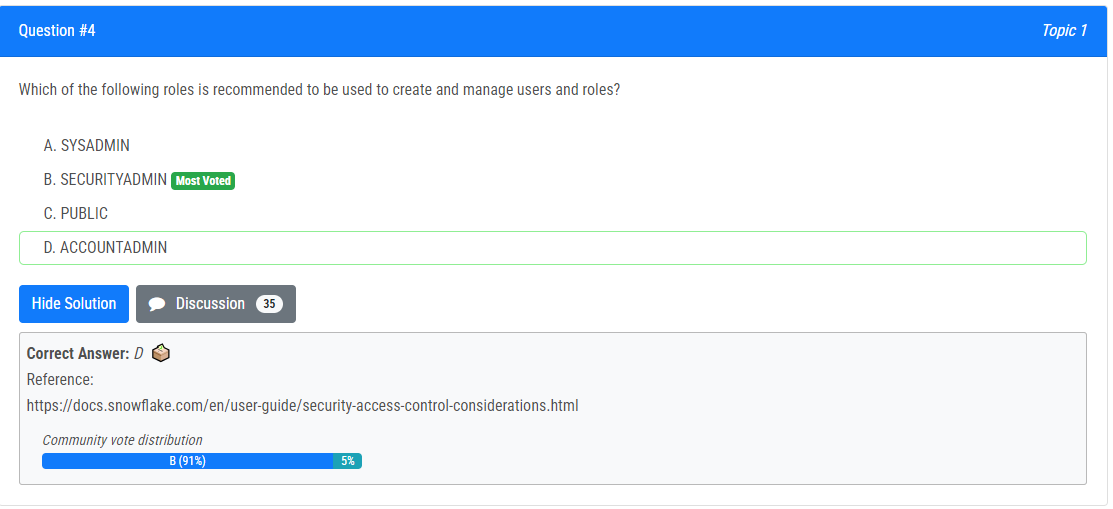 Question #4 Topic 1
Which of the following roles is recommended to be used to create and manage users and roles?
A. SYSADMIN
B. SECURITYADMIN Most Voted
C. PUBLIC
D. ACCOUNTADMIN
Hide Solution Discussion 35
Correct Answer: D
Reference:
https://docs.snowflake.com/en/user-guide/security-access-control-considerations.html
Community vote distribution
B (91%) 5%